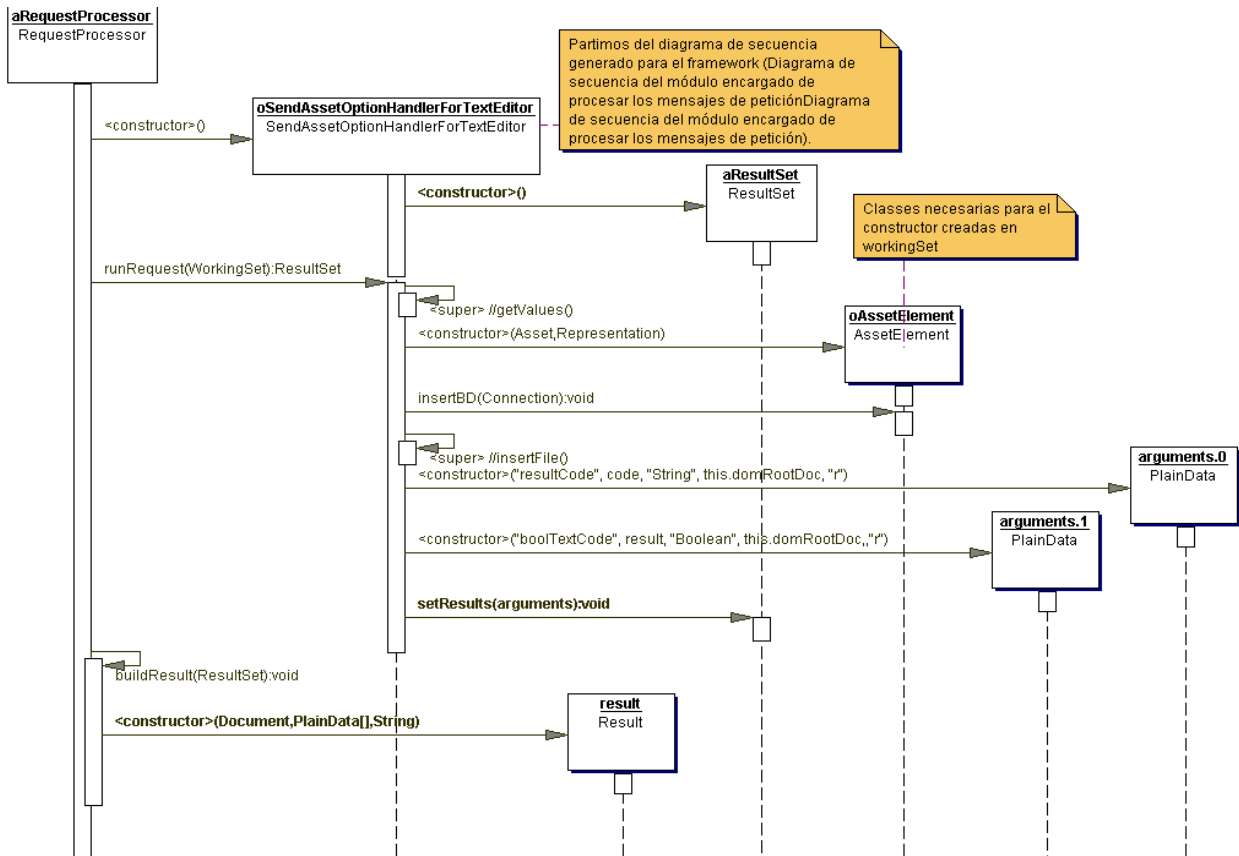 aRequestProcessor
RequestProcessor
Partimos del diagrama de secuencia
generado para el framework (Diagrama de
secuencia del módulo encargado de
procesar los mensajes de peticiónDiagrama
de secuencia del módulo encargado de
procesar los mensajes de petición).
oSendAssetOptionHandlerForTextEditor
SendAssetOptionHandlerForTextEditor
<constructor>()
aResultSet
ResultSet
<constructor>()
Classes necesarias para el
constructor creadas en
workingSet
runRequest(WorkingSet):ResultSet
<super> //getValues()
oAssetElement
AssetElement
<constructor>(Asset,Representation)
insertBD(Connection):void
<super> //insertFile()
arguments.0
PlainData
<constructor>("resultCode", code, "String", this.domRootDoc, "r")
arguments.1
PlainData
<constructor>("boolTextCode", result, "Boolean", this.domRootDoc,,"r")
setResults(arguments):void
buildResult(ResultSet):void
result
Result
<constructor>(Document,PlainData[],String)